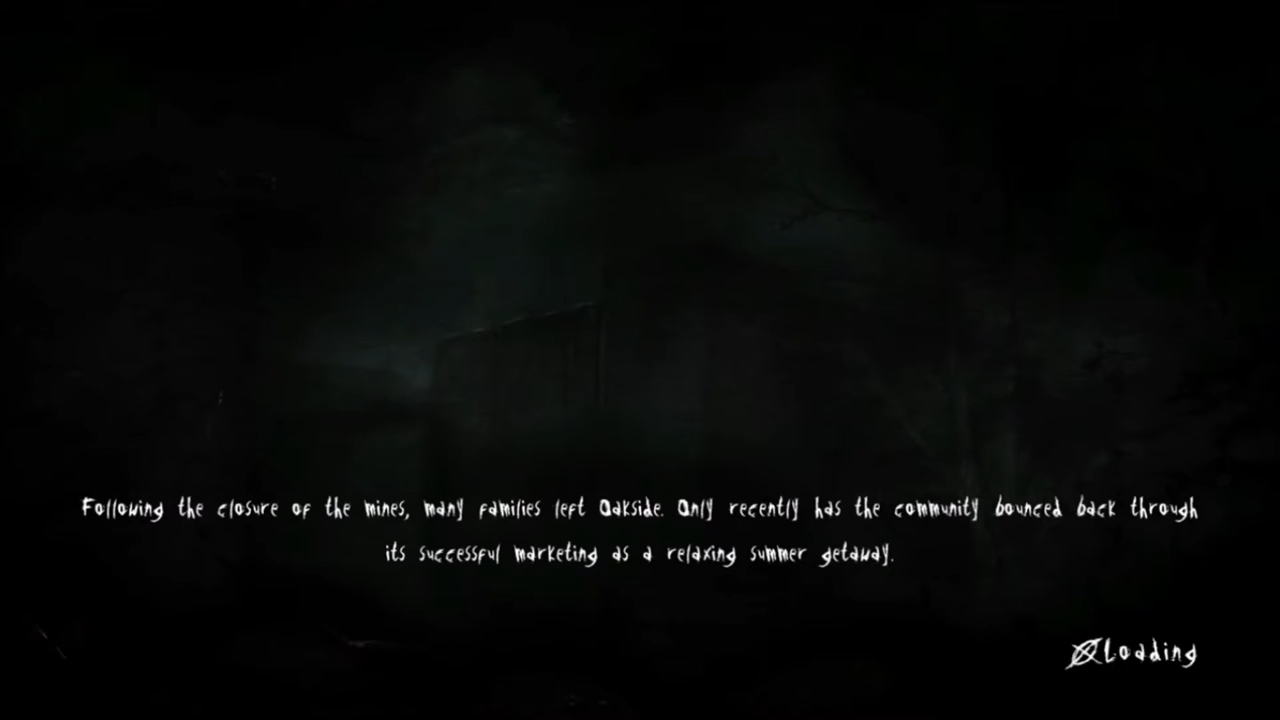 Following the closure of the mines, many families left Oakside. Only recently has the community bounced back through
its successful marketing as a relaxing summer getaway.
Loading